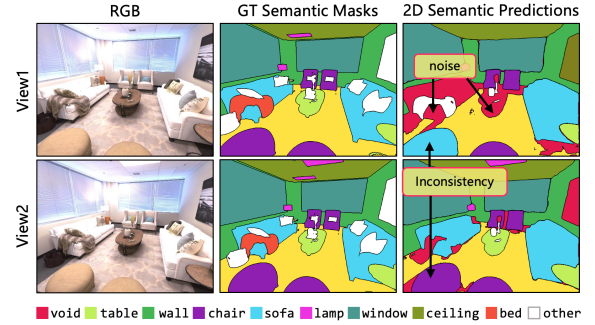 RGB GT Semantic Masks 2D Semantic Predictions
View1
noise
View2
Inconsistency
void table wall chair sofa lamp window ceiling bed other